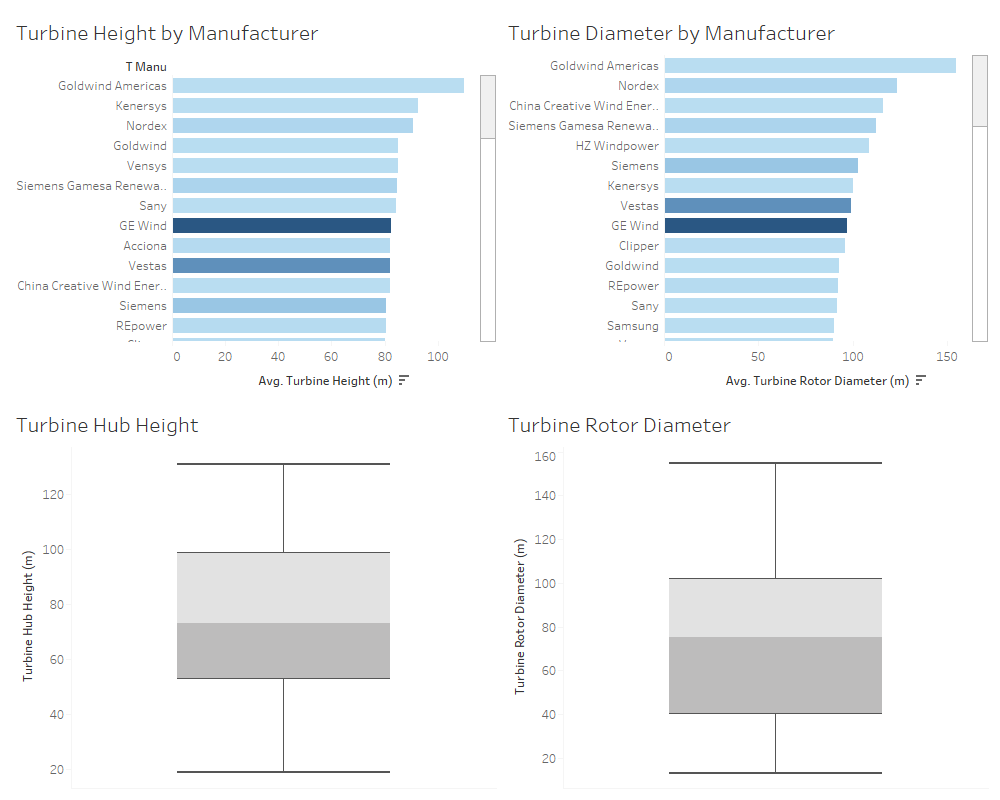 Turbine Height by Manufacturer
T Manu
Goldwind Americas
Kenersys
Nordex
Goldwind
Vensys
Siemens Gamesa Renewa..
Sany
GE Wind
Acciona
Vestas
China Creative Wind Ener..
Siemens
REpower
0 20 40 60 80 100
Avg. Turbine Height (m)
Turbine Diameter by Manufacturer
Goldwind Americas
Nordex
China Creative Wind Ener..
Siemens Gamesa Renewa..
HZ Windpower
Siemens
Kenersys
Vestas
GE Wind
Clipper
Goldwind
REpower
Sany
Samsung
0 50 100 150
Avg. Turbine Rotor Diameter (m)
Turbine Hub Height
Turbine Hub Height (m)
120
100
80
60
40
20
Turbine Rotor Diameter
Turbine Rotor Diameter (m)
160
140
120
100
80
60
40
20